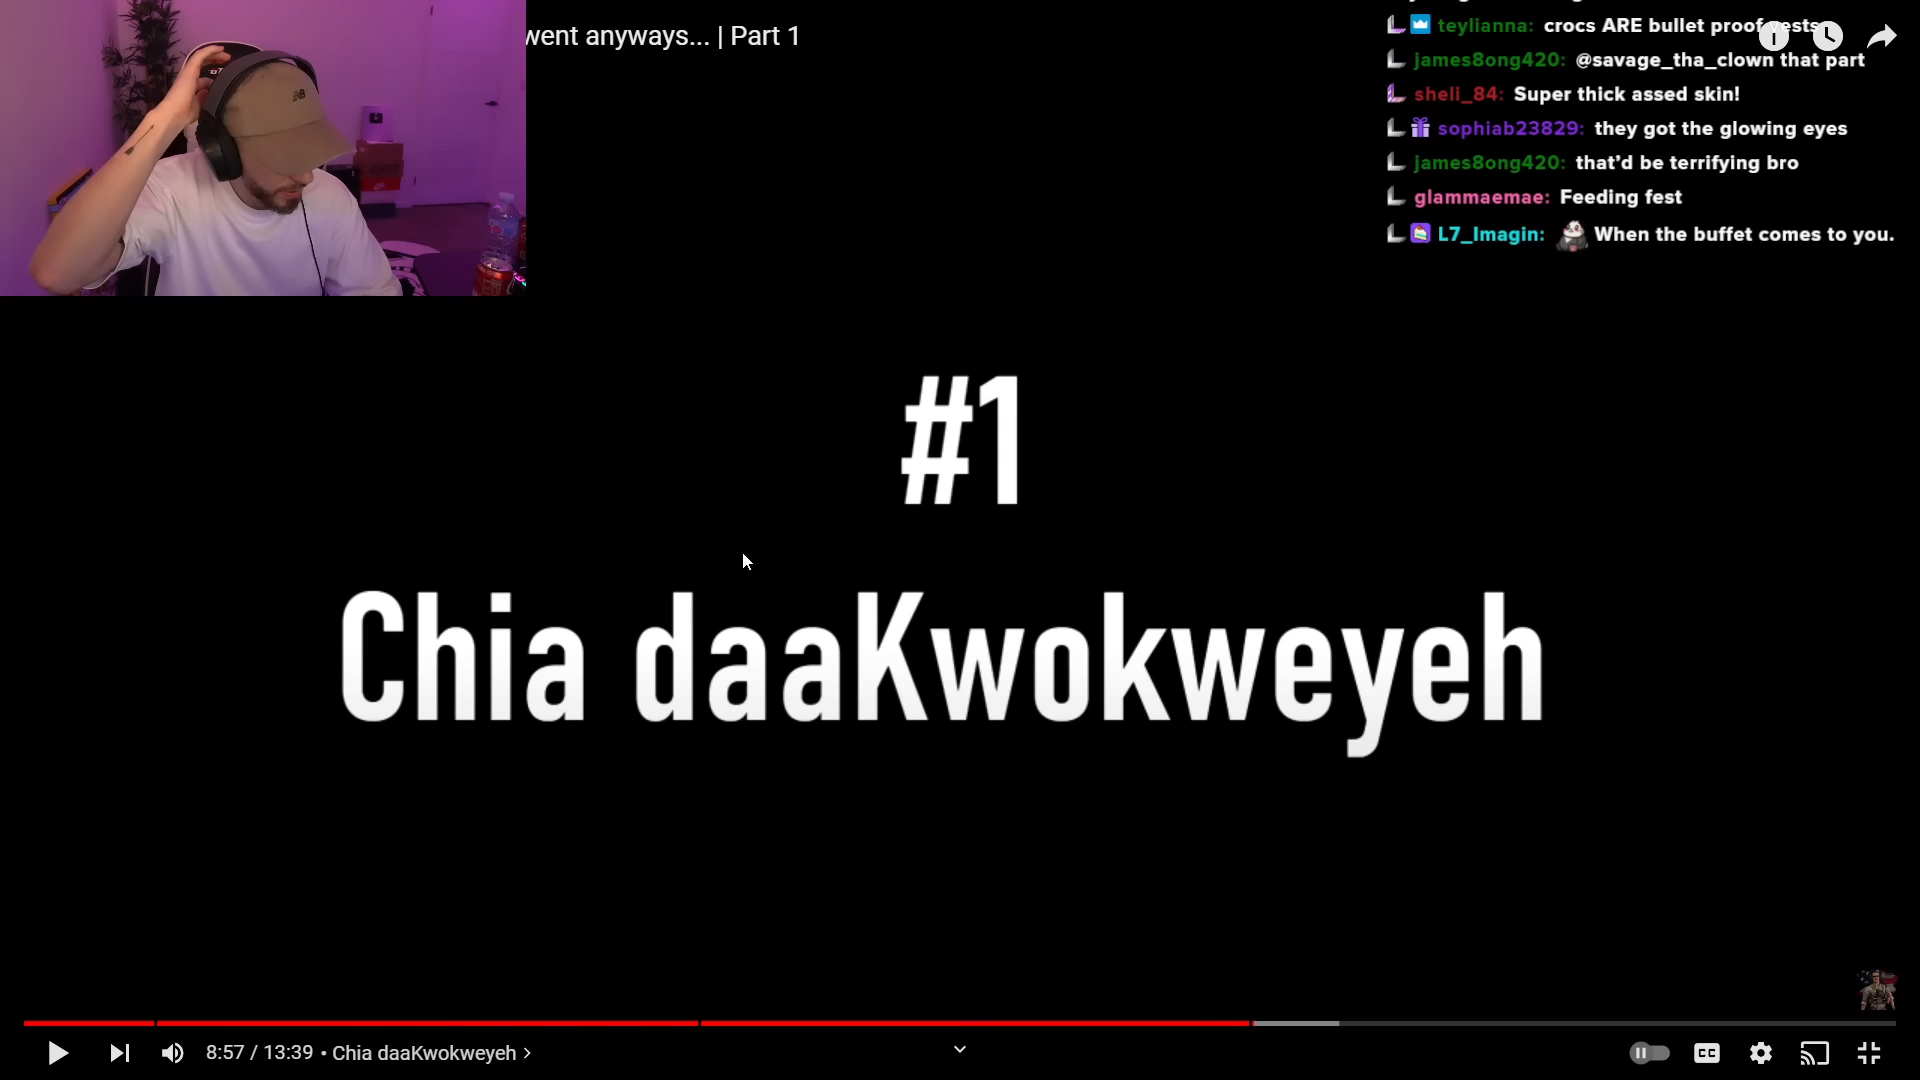 went anyways... | Part 1
teylianna: crocs ARE bullet proof vests
james8ong420: @savage_tha_clown that part
sheli_84: Super thick assed skin!
sophiab23829: they got the glowing eyes
james8ong420: that'd be terrifying bro
glammaemae: Feeding fest
L7_Imagin: When the buffet comes to you.
#1
Chia daaKwokweyeh
8:57 / 13:39 • Chia daaKwokweyeh >
CC